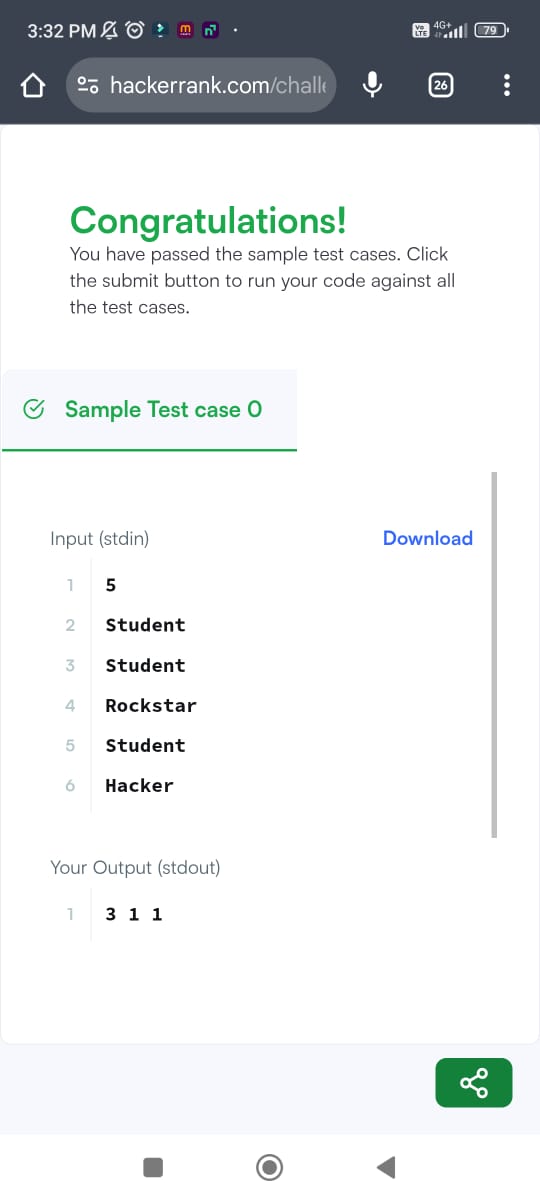 3:32 PM
Vo LTE 4G+ 79
hackerrank.com/challe
26
Congratulations!
You have passed the sample test cases. Click
the submit button to run your code against all
the test cases.
Sample Test case 0
Input (stdin) Download
1 5
2 Student
3 Student
4 Rockstar
5 Student
6 Hacker
Your Output (stdout)
1 3 1 1